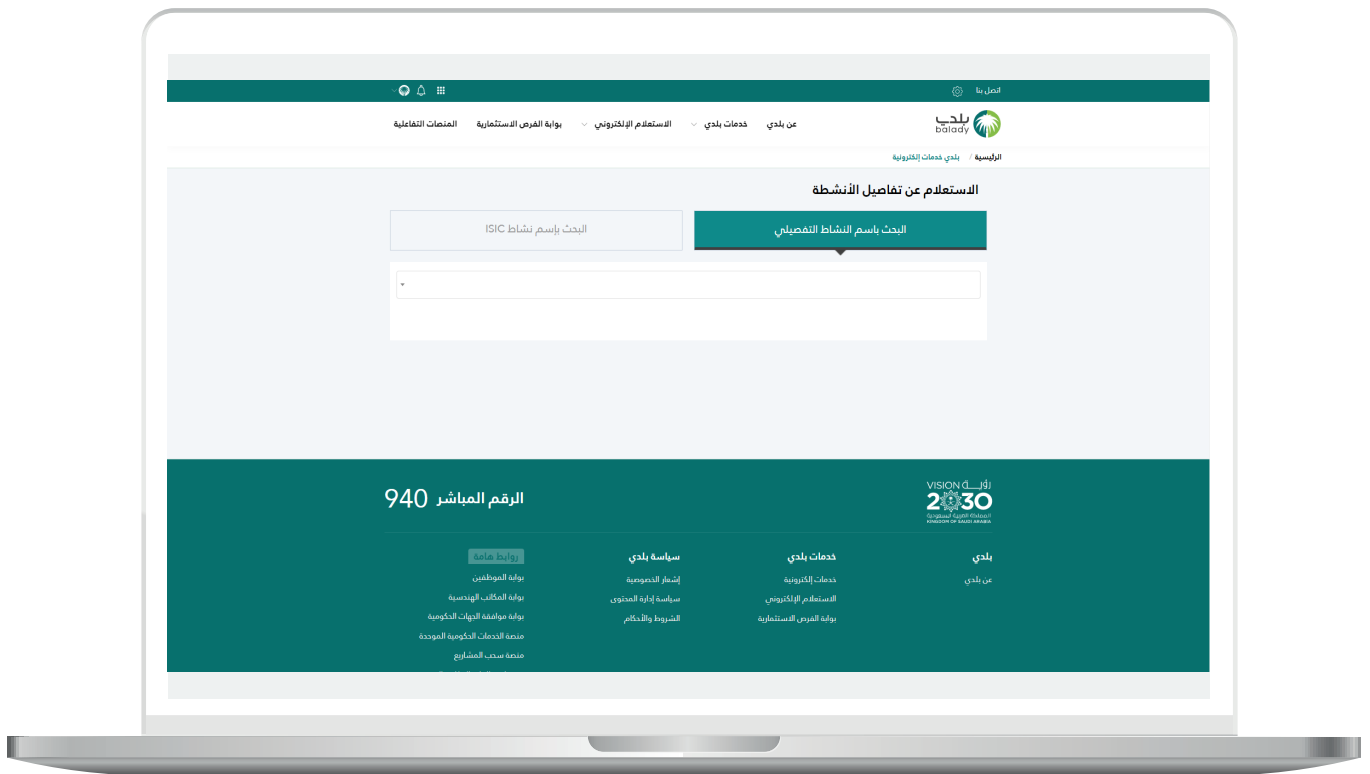 اتصل بنا
بلدي
balady
عن بلدي
خدمات بلدي
الاستعلام الإلكتروني
بوابة الفرص الاستثمارية
المنصات التفاعلية
الرئيسية / بلدي خدمات إلكترونية
الاستعلام عن تفاصيل الأنشطة
البحث باسم النشاط التفصيلي
البحث بإسم نشاط ISIC
VISION رؤيــــة
2030
المملكة العربية السعودية
KINGDOM OF SAUDI ARABIA
الرقم المباشر 940
بلدي
عن بلدي
خدمات بلدي
خدمات إلكترونية
الاستعلام الإلكتروني
بوابة الفرص الاستثمارية
سياسة بلدي
إشعار الخصوصية
سياسة إدارة المحتوى
الشروط والأحكام
روابط هامة
بوابة الموظفين
بوابة المكاتب الهندسية
بوابة موافقة الجهات الحكومية
منصة الخدمات الحكومية الموحدة
منصة سحب المشاريع